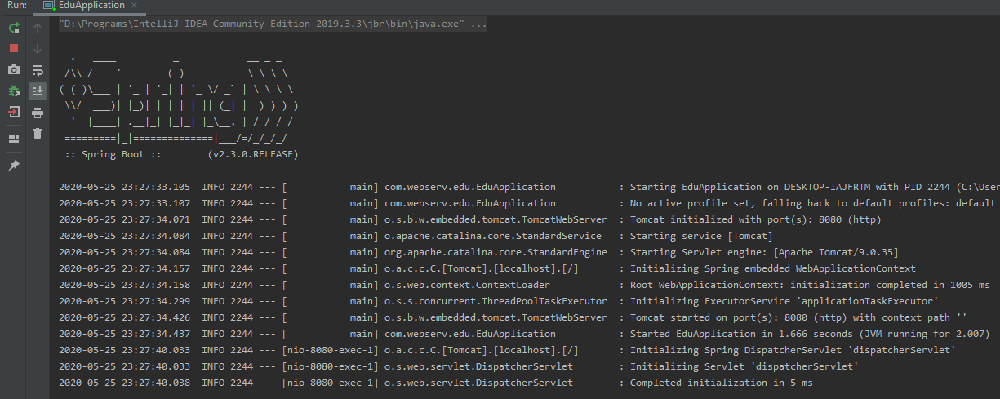 Run: EduApplication ×
"D:\Programs\IntelliJ IDEA Community Edition 2019.3.3\jbr\bin\java.exe" ...
  .   ____          _            __ _ _
 /\\ / ___'_ __ _ _(_)_ __  __ _ \ \ \ \
( ( )\___ | '_ | '_| | '_ \/ _` | \ \ \ \
 \\/  ___)| |_)| | | | | || (_| |  ) ) ) )
  '  |____| .__|_| |_|_| |_\__, | / / / /
 =========|_|==============|___/=/_/_/_/
 :: Spring Boot ::        (v2.3.0.RELEASE)
2020-05-25 23:27:33.105  INFO 2244 --- [           main] com.webserv.edu.EduApplication           : Starting EduApplication on DESKTOP-IAJFRTM with PID 2244 (C:\User
2020-05-25 23:27:33.107  INFO 2244 --- [           main] com.webserv.edu.EduApplication           : No active profile set, falling back to default profiles: default
2020-05-25 23:27:34.071  INFO 2244 --- [           main] o.s.b.w.embedded.tomcat.TomcatWebServer  : Tomcat initialized with port(s): 8080 (http)
2020-05-25 23:27:34.084  INFO 2244 --- [           main] o.apache.catalina.core.StandardService   : Starting service [Tomcat]
2020-05-25 23:27:34.084  INFO 2244 --- [           main] org.apache.catalina.core.StandardEngine  : Starting Servlet engine: [Apache Tomcat/9.0.35]
2020-05-25 23:27:34.157  INFO 2244 --- [           main] o.a.c.c.C.[Tomcat].[localhost].[/]       : Initializing Spring embedded WebApplicationContext
2020-05-25 23:27:34.158  INFO 2244 --- [           main] o.s.web.context.ContextLoader            : Root WebApplicationContext: initialization completed in 1005 ms
2020-05-25 23:27:34.299  INFO 2244 --- [           main] o.s.s.concurrent.ThreadPoolTaskExecutor  : Initializing ExecutorService 'applicationTaskExecutor'
2020-05-25 23:27:34.426  INFO 2244 --- [           main] o.s.b.w.embedded.tomcat.TomcatWebServer  : Tomcat started on port(s): 8080 (http) with context path ''
2020-05-25 23:27:34.437  INFO 2244 --- [           main] com.webserv.edu.EduApplication           : Started EduApplication in 1.666 seconds (JVM running for 2.007)
2020-05-25 23:27:40.033  INFO 2244 --- [nio-8080-exec-1] o.a.c.c.C.[Tomcat].[localhost].[/]       : Initializing Spring DispatcherServlet 'dispatcherServlet'
2020-05-25 23:27:40.033  INFO 2244 --- [nio-8080-exec-1] o.s.web.servlet.DispatcherServlet        : Initializing Servlet 'dispatcherServlet'
2020-05-25 23:27:40.038  INFO 2244 --- [nio-8080-exec-1] o.s.web.servlet.DispatcherServlet        : Completed initialization in 5 ms